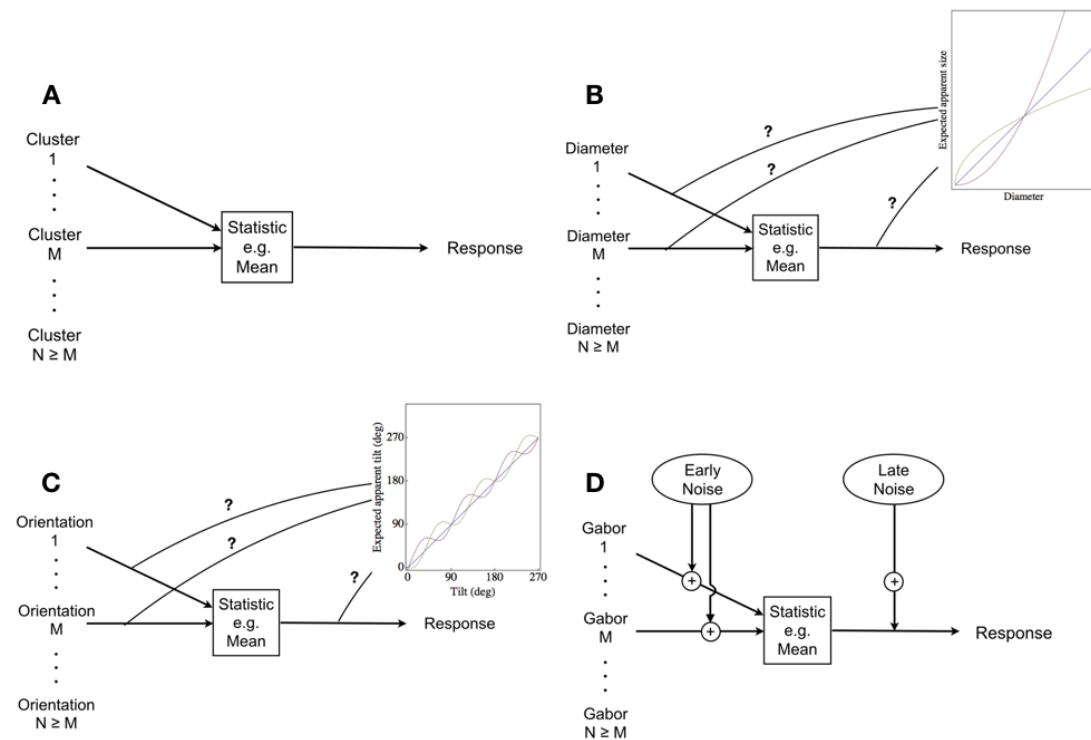 A
Cluster
1
Cluster
M
Cluster
N ≥ M
Statistic
e.g.
Mean
Response
B
Diameter
1
Diameter
M
Diameter
N ≥ M
?
?
?
Statistic
e.g.
Mean
Response
Expected apparent size
Diameter
C
Orientation
1
Orientation
M
Orientation
N ≥ M
?
?
?
Statistic
e.g.
Mean
Response
Expected apparent tilt (deg)
270
180
90
0
0 90 180 270
Tilt (deg)
D
Early
Noise
Late
Noise
Gabor
1
Gabor
M
Gabor
N ≥ M
+
+
+
Statistic
e.g.
Mean
Response